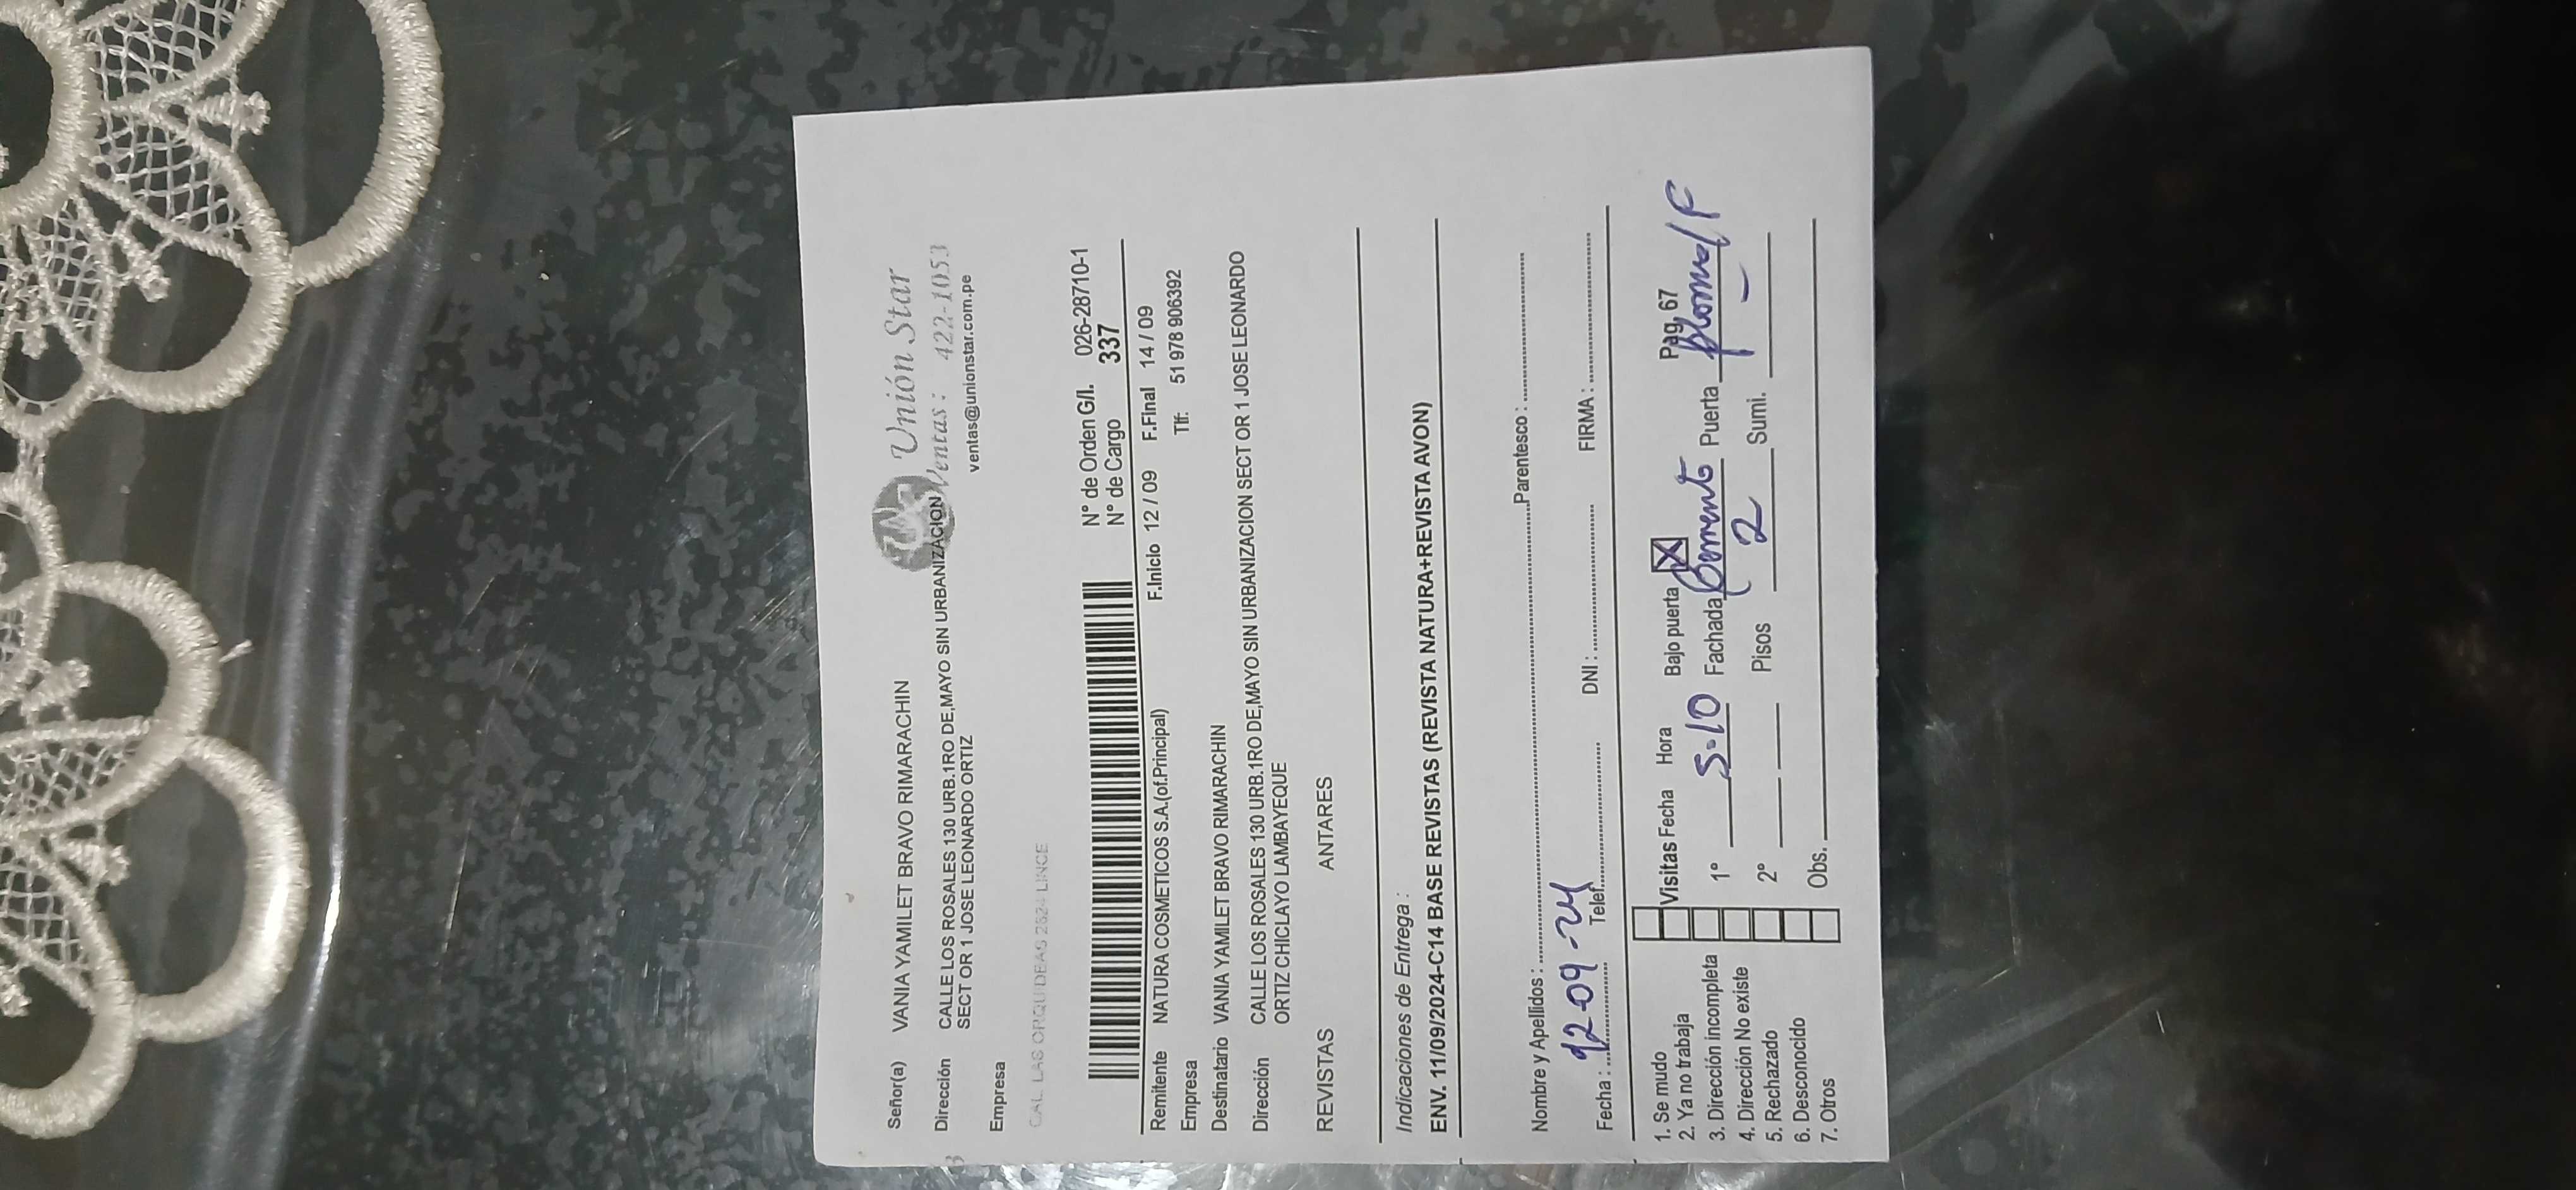 Unión Star
Ventas: 422-1053
ventas@unionstar.com.pe
Señor(a) VANIA YAMILET BRAVO RIMARACHIN
Dirección CALLE LOS ROSALES 130 URB.1RO DE,MAYO SIN URBANIZACION
SECT OR 1 JOSE LEONARDO ORTIZ
Empresa
CAL LAS ORQUIDEAS 2624 LINCE
N° de Orden G/l. 026-28710-1
N° de Cargo 337
Remitente NATURA COSMETICOS S.A.(of.Principal) F.Inicio 12 / 09 F.Final 14 / 09
Empresa Tlf: 51 978 906392
Destinatario VANIA YAMILET BRAVO RIMARACHIN
Dirección CALLE LOS ROSALES 130 URB.1RO DE,MAYO SIN URBANIZACION SECT OR 1 JOSE LEONARDO
ORTIZ CHICLAYO LAMBAYEQUE
REVISTAS ANTARES
Indicaciones de Entrega :
ENV. 11/09/2024-C14 BASE REVISTAS (REVISTA NATURA+REVISTA AVON)
Nombre y Apellidos : Parentesco :
Fecha : 12-09-24 Telef. DNI : FIRMA :
1. Se mudo Visitas Fecha Hora Bajo puerta X Pag, 67
2. Ya no trabaja
3. Dirección incompleta 1° 5-10 Fachada Puerta
4. Dirección No existe
5. Rechazado 2° Pisos 2 Sumi. -
6. Desconocido
7. Otros Obs.